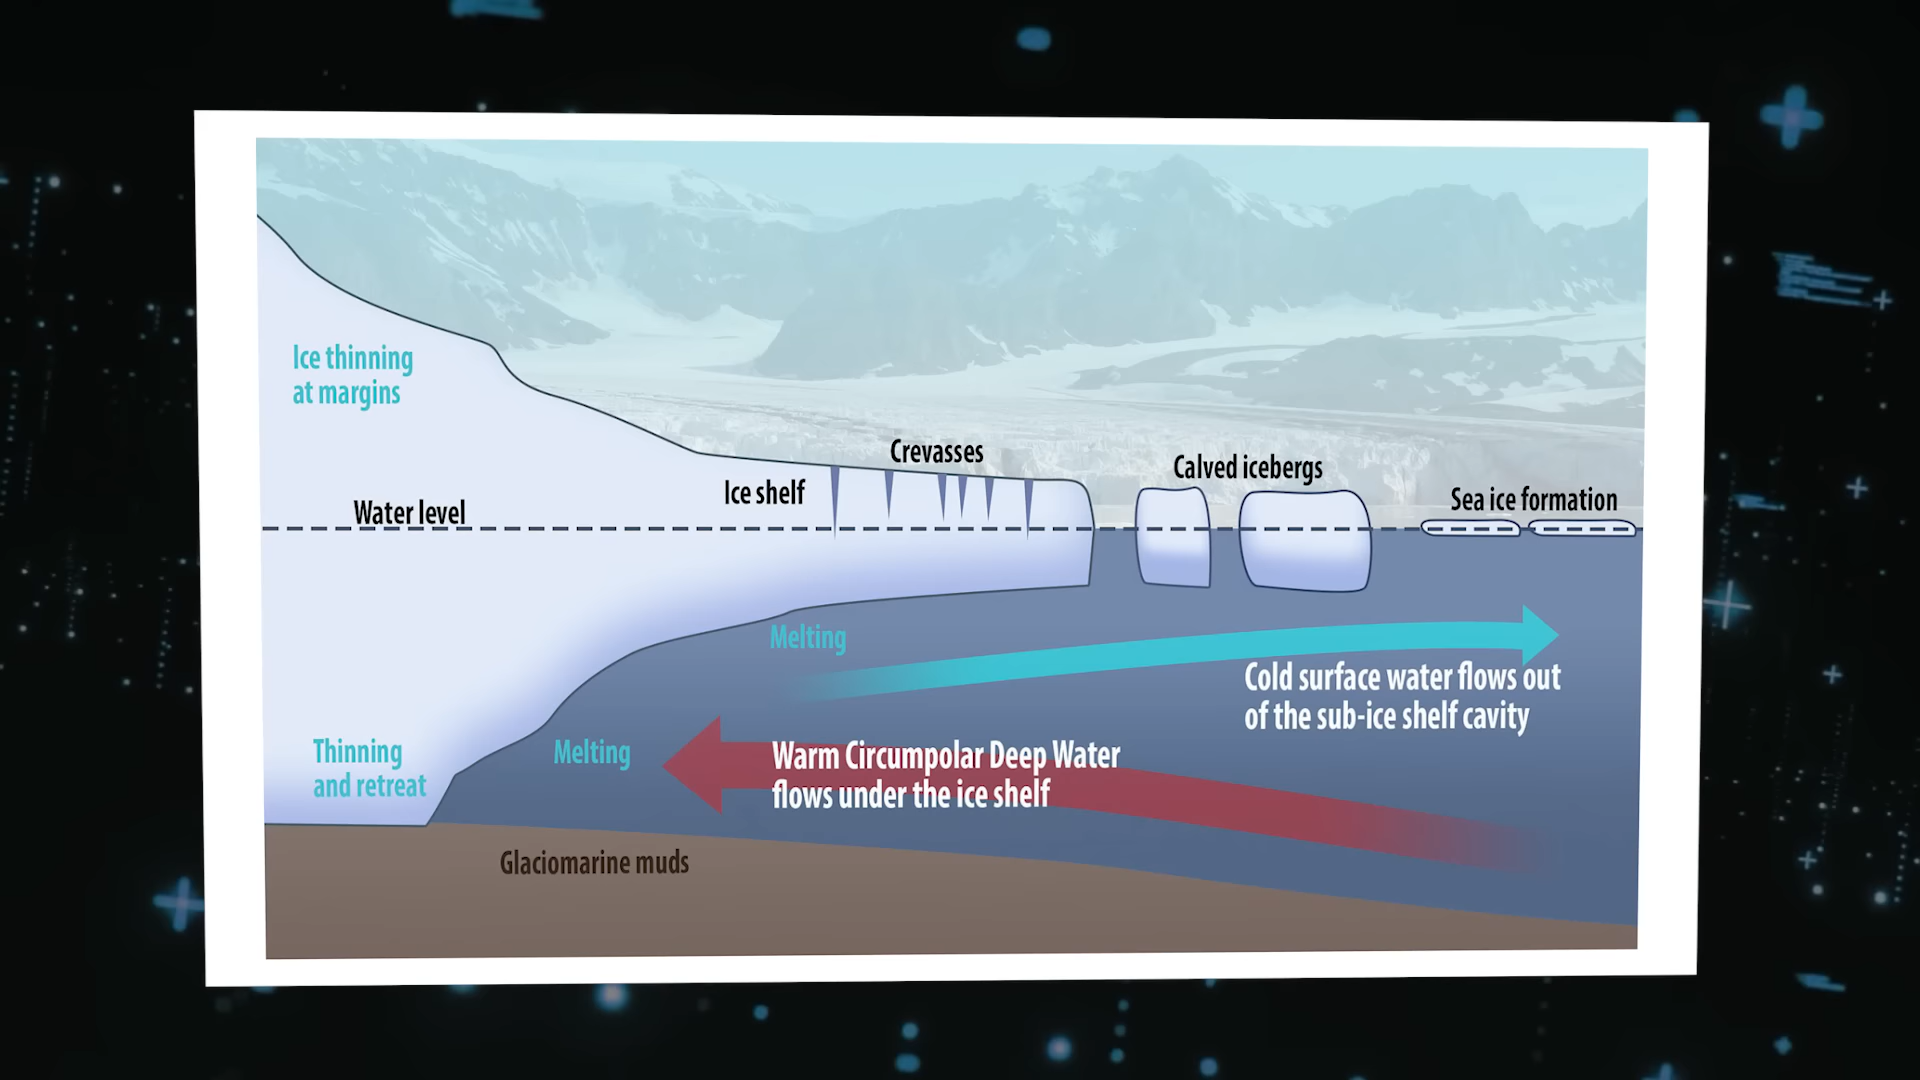 Ice thinning
at margins
Crevasses
Calved icebergs
Ice shelf
Sea ice formation
Water level
Melting
Cold surface water flows out
of the sub-ice shelf cavity
Thinning
and retreat
Melting
Warm Circumpolar Deep Water
flows under the ice shelf
Glaciomarine muds